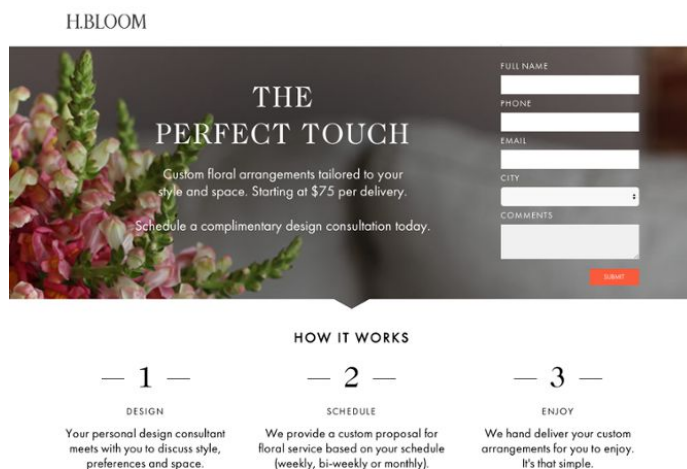 H.BLOOM
THE
PERFECT TOUCH
Custom floral arrangements tailored to your
style and space. Starting at $75 per delivery.
Schedule a complimentary design consultation today.
FULL NAME
PHONE
EMAIL
CITY
COMMENTS
SUBMIT
HOW IT WORKS
— 1 —
DESIGN
Your personal design consultant
meets with you to discuss style,
preferences and space.
— 2 —
SCHEDULE
We provide a custom proposal for
floral service based on your schedule
(weekly, bi-weekly or monthly).
— 3 —
ENJOY
We hand deliver your custom
arrangements for you to enjoy.
It's that simple.